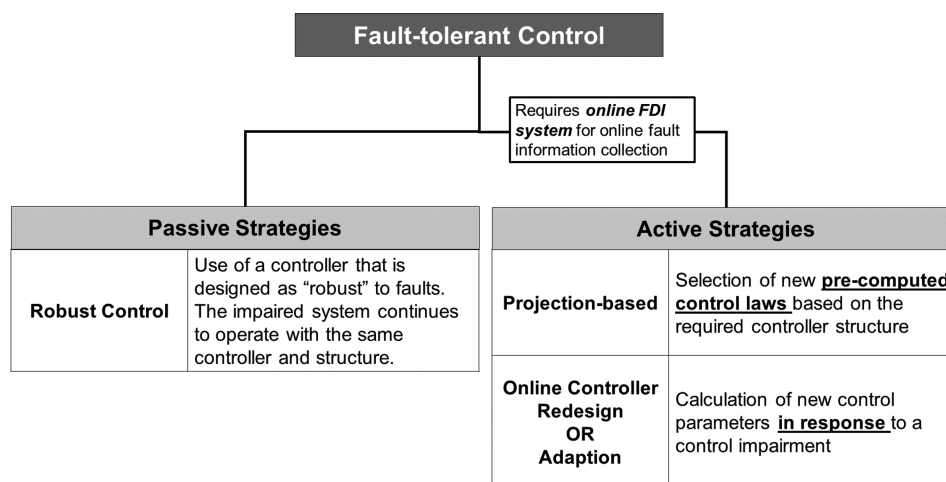 Fault-tolerant Control
Requires online FDI
system for online fault
information collection
Passive Strategies
Robust Control
Use of a controller that is
designed as “robust” to faults.
The impaired system continues
to operate with the same
controller and structure.
Active Strategies
Projection-based
Selection of new pre-computed
control laws based on the
required controller structure
Online Controller
Redesign
OR
Adaption
Calculation of new control
parameters in response to a
control impairment